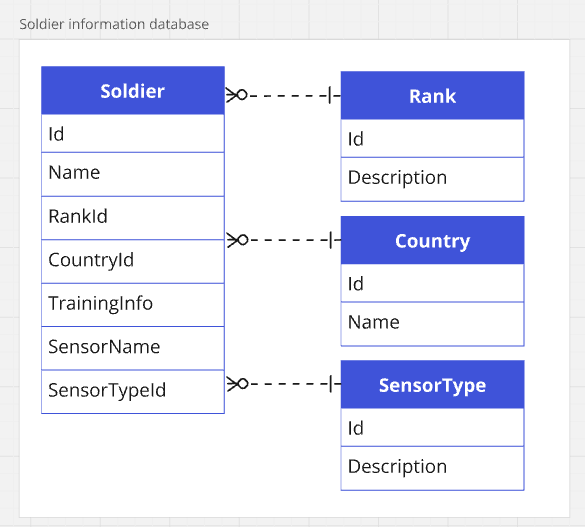 Soldier information database
Soldier
Id
Name
RankId
CountryId
TrainingInfo
SensorName
SensorTypeId
Rank
Id
Description
Country
Id
Name
SensorType
Id
Description